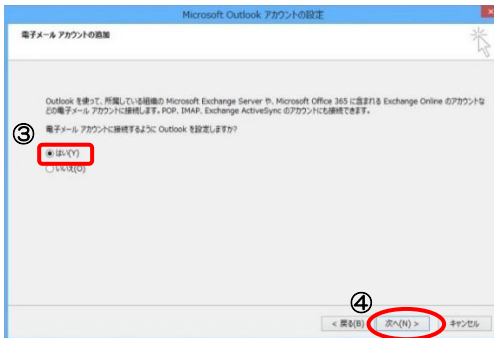 Microsoft Outlook アカウントの設定
電子メール アカウントの追加
Outlook を使って、所属している組織の Microsoft Exchange Server や、Microsoft Office 365 に含まれる Exchange Online のアカウントな
どの電子メール アカウントに接続します。POP、IMAP、Exchange ActiveSync のアカウントにも接続できます。
電子メール アカウントに接続するように Outlook を設定しますか?
③
はい(Y)
いいえ(O)
④
< 戻る(B)
次へ(N) >
キャンセル